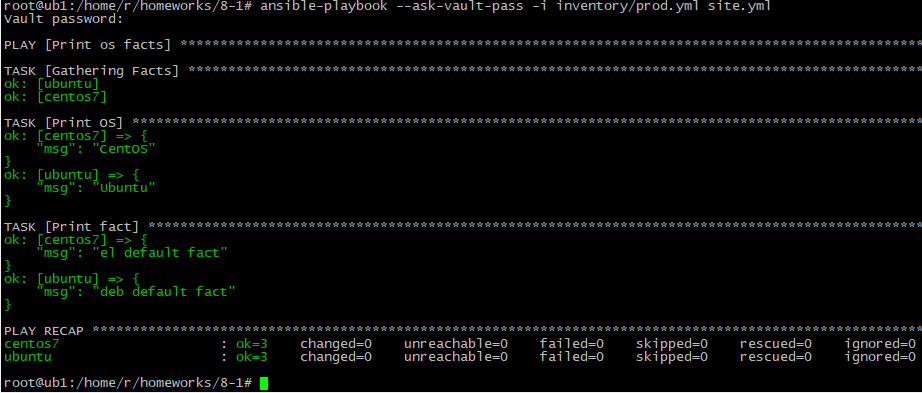 root@ub1:/home/r/homeworks/8-1# ansible-playbook --ask-vault-pass -i inventory/prod.yml site.yml
Vault password:
PLAY [Print os facts] ********************************************************************************************
TASK [Gathering Facts] *******************************************************************************************
ok: [ubuntu]
ok: [centos7]
TASK [Print OS] **************************************************************************************************
ok: [centos7] => {
    "msg": "CentOS"
}
ok: [ubuntu] => {
    "msg": "Ubuntu"
}
TASK [Print fact] ************************************************************************************************
ok: [centos7] => {
    "msg": "el default fact"
}
ok: [ubuntu] => {
    "msg": "deb default fact"
}
PLAY RECAP *******************************************************************************************************
centos7                    : ok=3    changed=0    unreachable=0    failed=0    skipped=0    rescued=0    ignored=0
ubuntu                     : ok=3    changed=0    unreachable=0    failed=0    skipped=0    rescued=0    ignored=0
root@ub1:/home/r/homeworks/8-1#